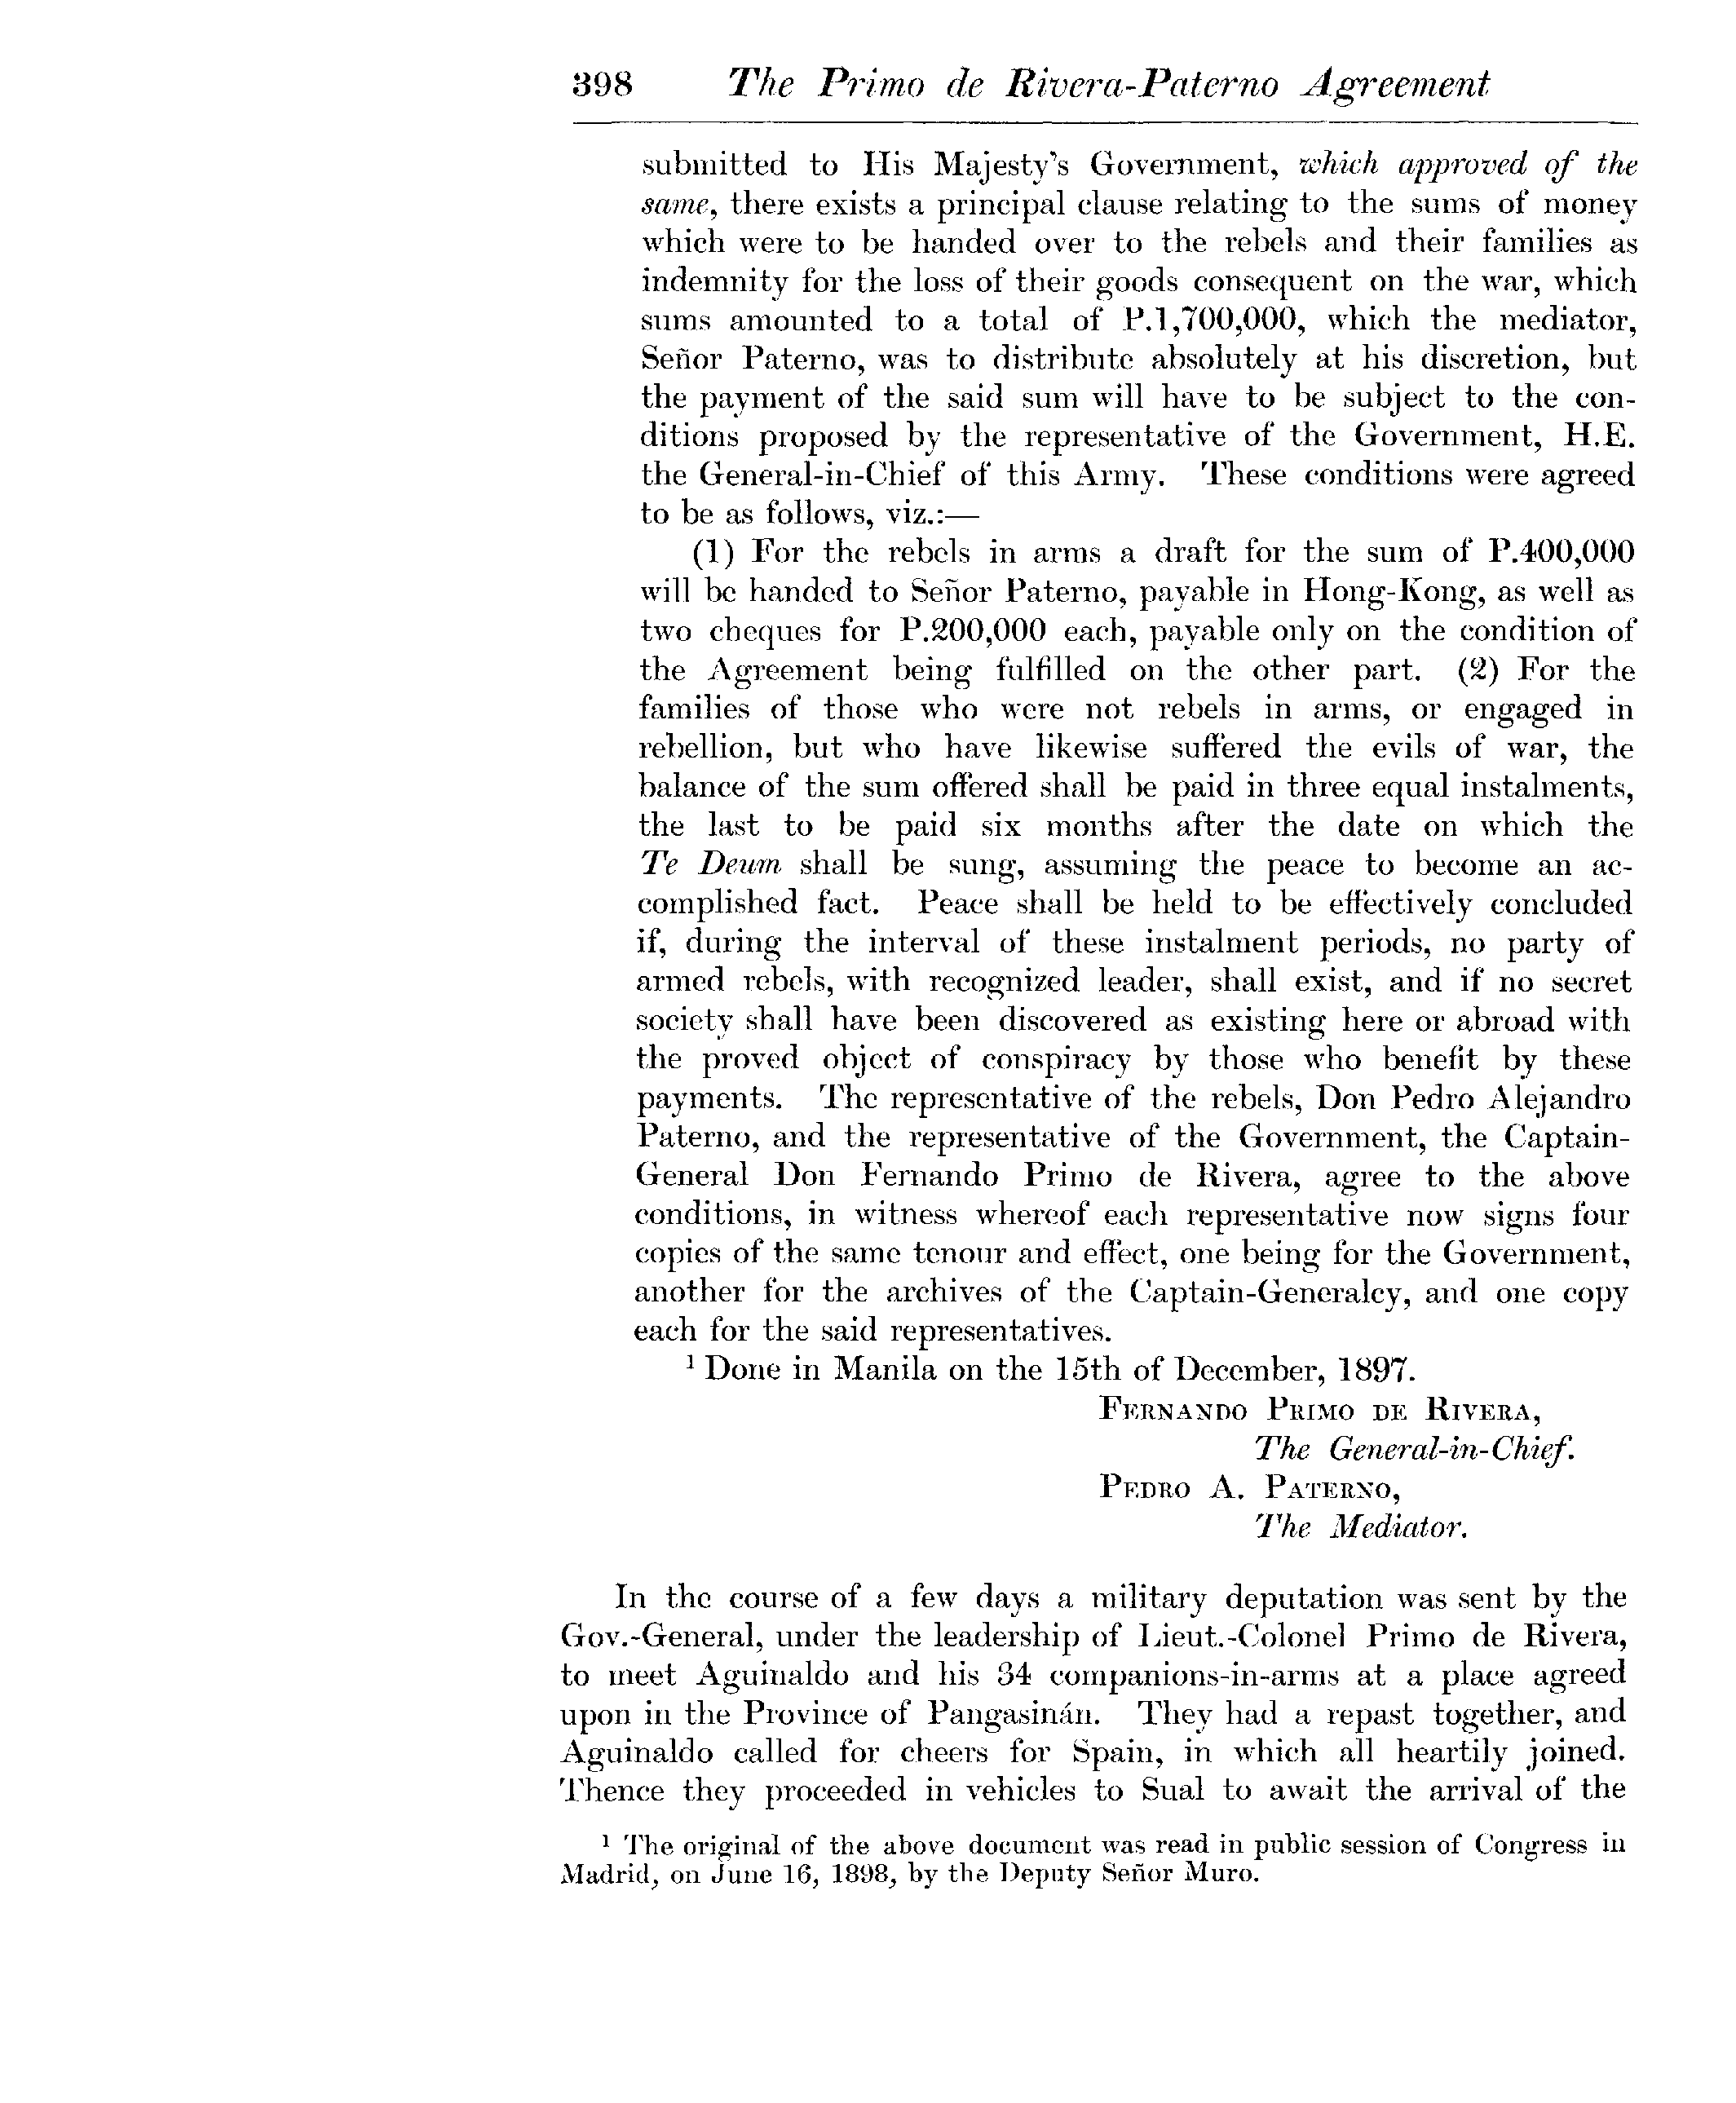 398 The Primo de Rivera-Paterno Agreement
submitted to His Majesty's Government, which approved of the
same, there exists a principal clause relating to the sums of money
which were to be handed over to the rebels and their families as
indemnity for the loss of their goods consequent on the war, which
sums amounted to a total of P.1,700,000, which the mediator,
Señor Paterno, was to distribute absolutely at his discretion, but
the payment of the said sum will have to be subject to the con-
ditions proposed by the representative of the Government, H.E.
the General-in-Chief of this Army. These conditions were agreed
to be as follows, viz.:—
(1) For the rebels in arms a draft for the sum of P.400,000
will be handed to Señor Paterno, payable in Hong-Kong, as well as
two cheques for P.200,000 each, payable only on the condition of
the Agreement being fulfilled on the other part. (2) For the
families of those who were not rebels in arms, or engaged in
rebellion, but who have likewise suffered the evils of war, the
balance of the sum offered shall be paid in three equal instalments,
the last to be paid six months after the date on which the
Te Deum shall be sung, assuming the peace to become an ac-
complished fact. Peace shall be held to be effectively concluded
if, during the interval of these instalment periods, no party of
armed rebels, with recognized leader, shall exist, and if no secret
society shall have been discovered as existing here or abroad with
the proved object of conspiracy by those who benefit by these
payments. The representative of the rebels, Don Pedro Alejandro
Paterno, and the representative of the Government, the Captain-
General Don Fernando Primo de Rivera, agree to the above
conditions, in witness whereof each representative now signs four
copies of the same tenour and effect, one being for the Government,
another for the archives of the Captain-Generalcy, and one copy
each for the said representatives.
¹ Done in Manila on the 15th of December, 1897.
FERNANDO PRIMO DE RIVERA,
The General-in-Chief.
PEDRO A. PATERNO,
The Mediator.
In the course of a few days a military deputation was sent by the
Gov.-General, under the leadership of Lieut.-Colonel Primo de Rivera,
to meet Aguinaldo and his 34 companions-in-arms at a place agreed
upon in the Province of Pangasinán. They had a repast together, and
Aguinaldo called for cheers for Spain, in which all heartily joined.
Thence they proceeded in vehicles to Sual to await the arrival of the
¹ The original of the above document was read in public session of Congress in
Madrid, on June 16, 1898, by the Deputy Señor Muro.